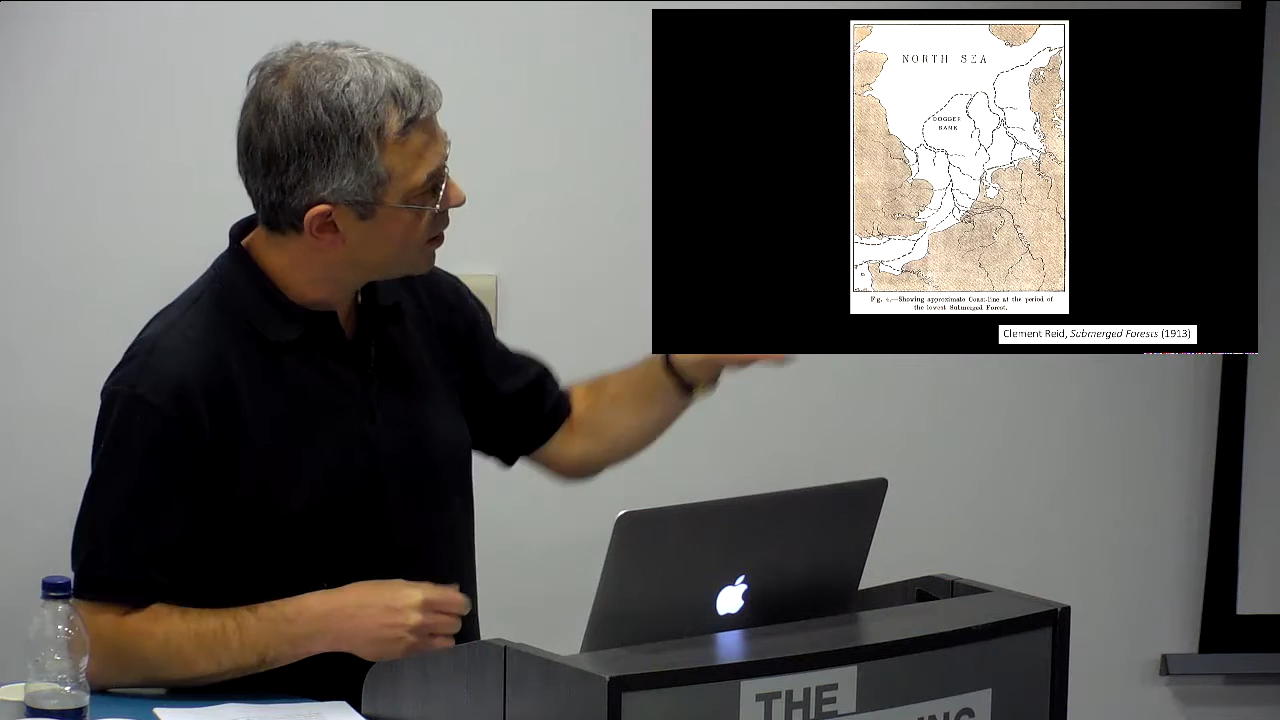 NORTH SEA
DOGGER
BANK
Fig. 4.—Showing approximate Coast-line at the period of
the lowest Submerged Forest.
Clement Reid, Submerged Forests (1913)
THE